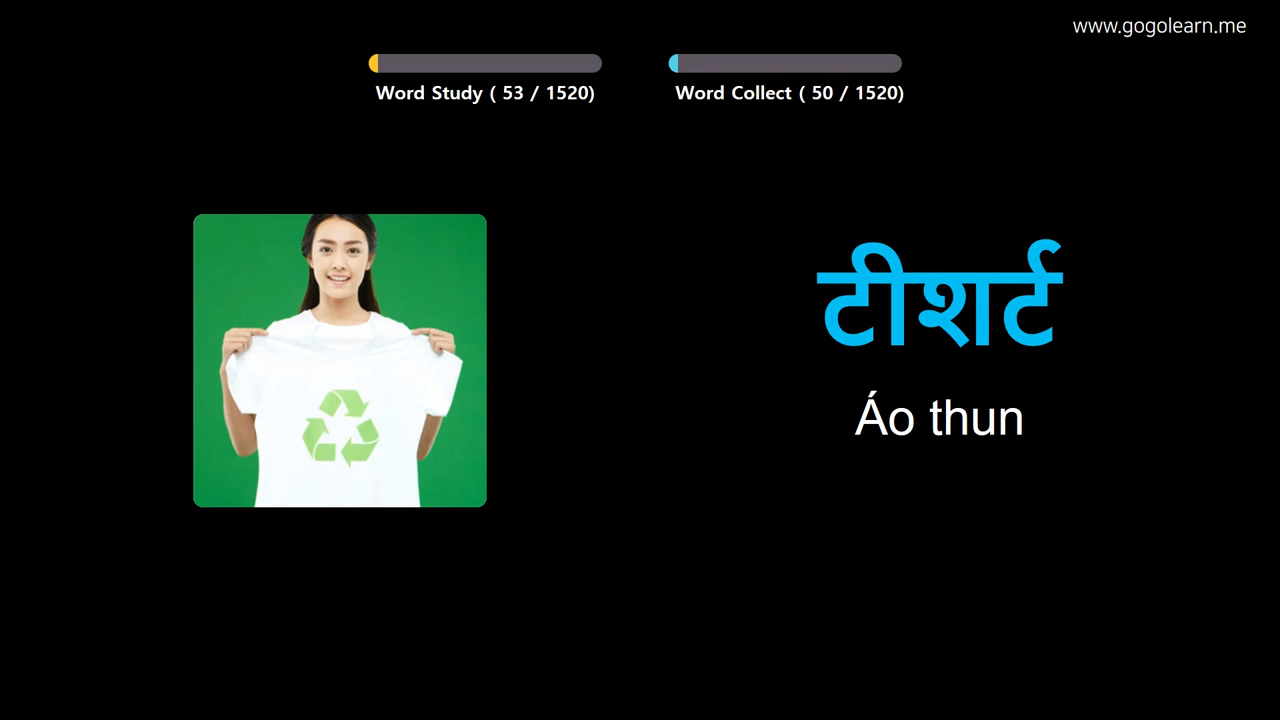 www.gogolearn.me
Word Study ( 53 / 1520)
Word Collect ( 50 / 1520)
टीशर्ट
Áo thun